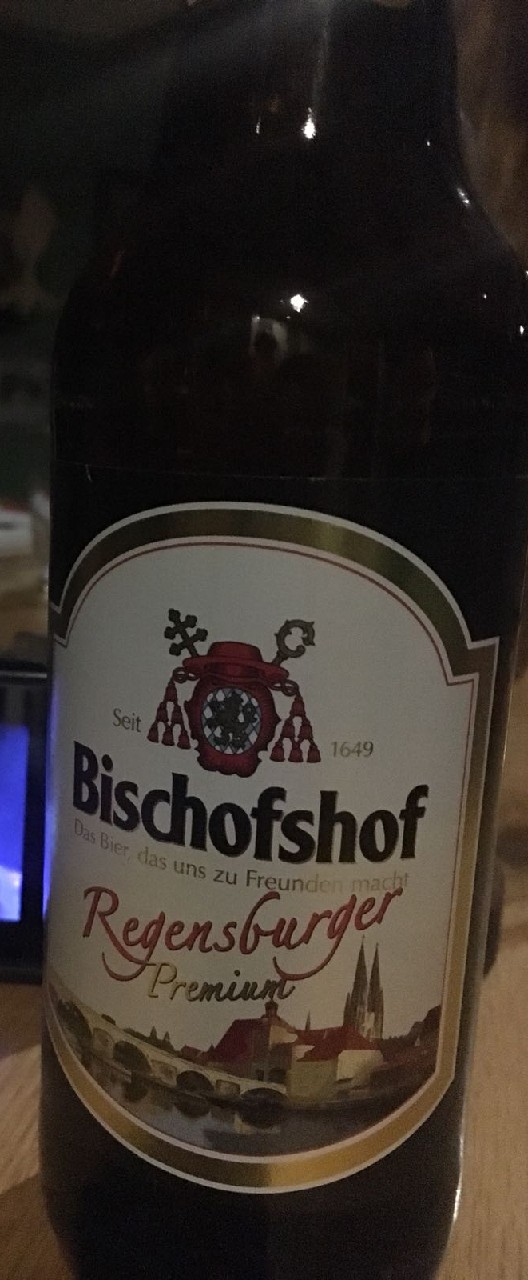 Seit 1649
Bischofshof
Das Bier, das uns zu Freunden macht
Regensburger
Premium